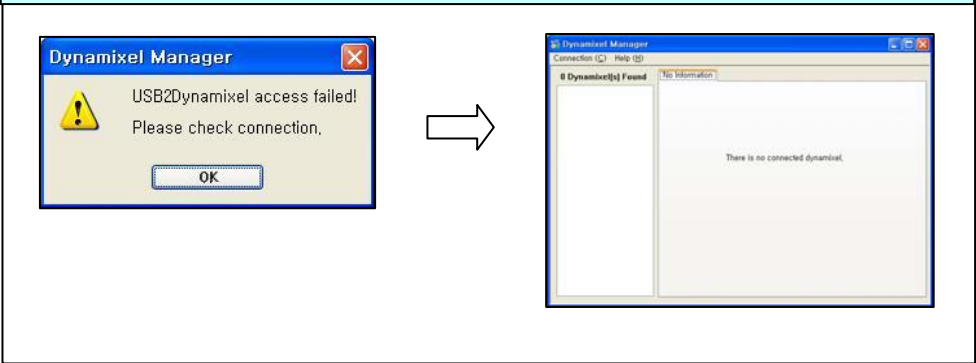 Dynamixel Manager
USB2Dynamixel access failed!
Please check connection,
OK
Dynamixel Manager
Connection (C) Help (H)
0 Dynamixel(s) Found
No Information
There is no connected dynamixel,